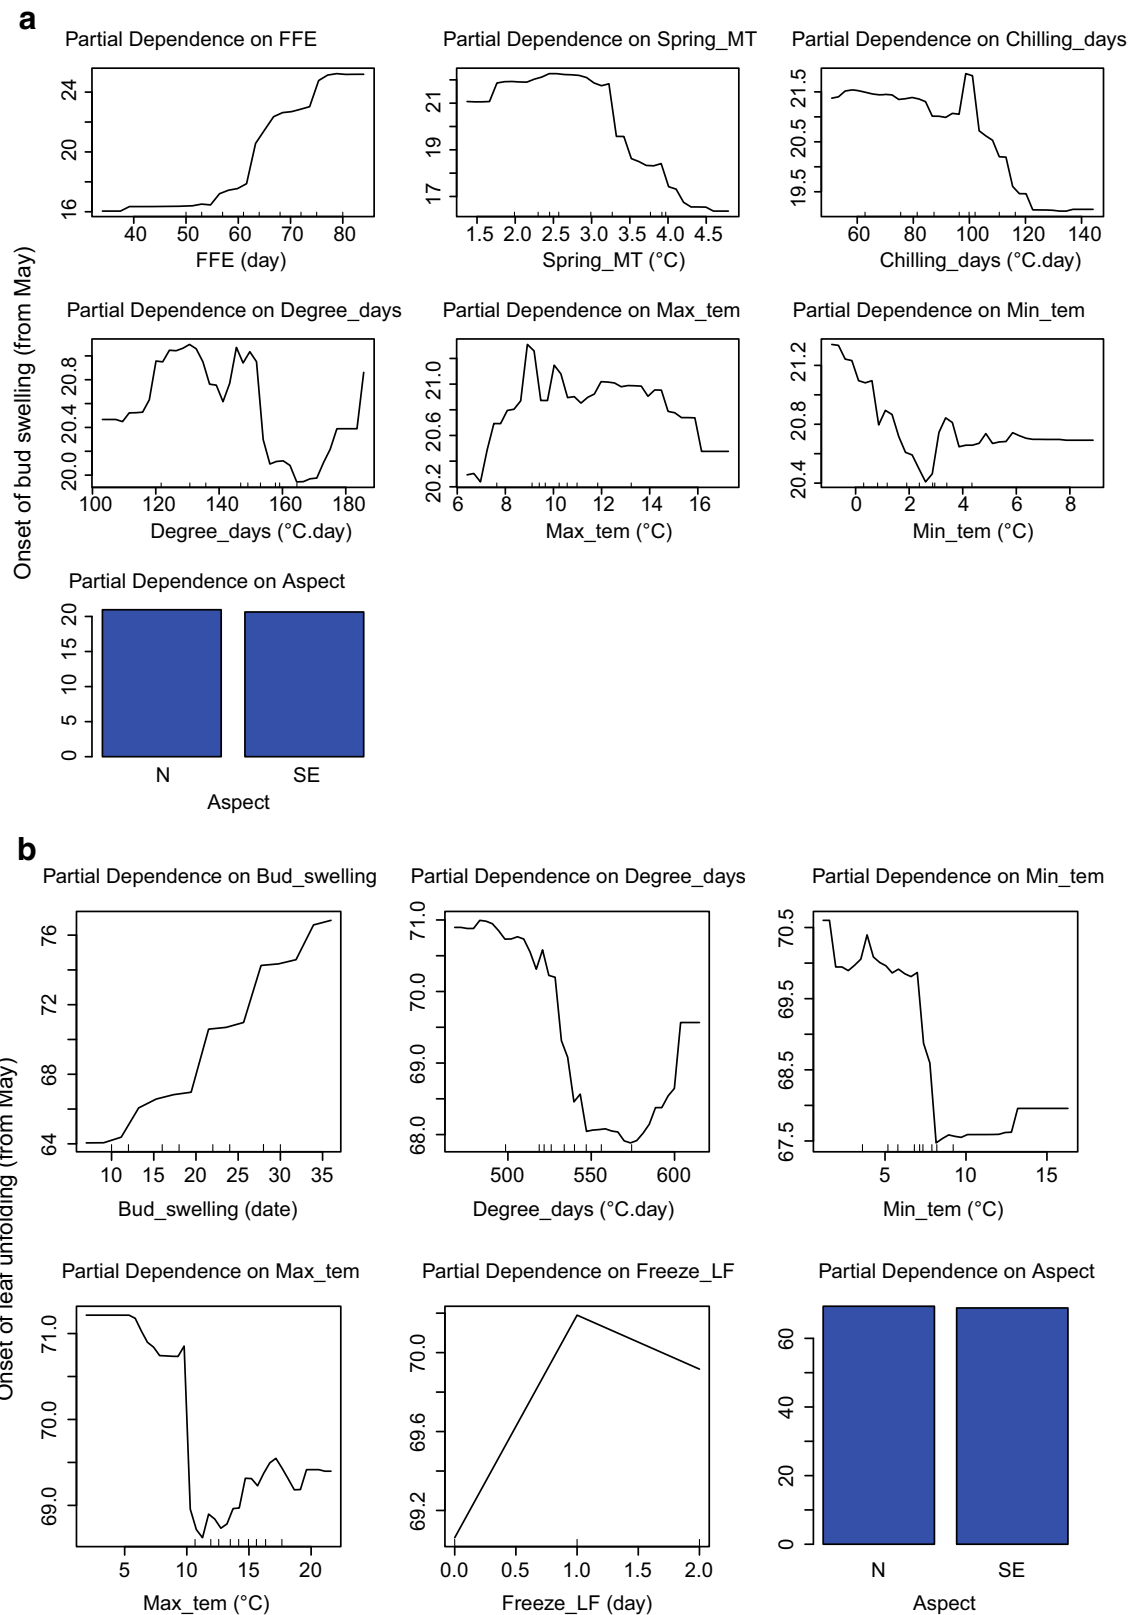 a
Partial Dependence on FFE
Partial Dependence on Spring_MT
Partial Dependence on Chilling_days
16 20 24
40 50 60 70 80
FFE (day)
17 19 21
1.5 2.0 2.5 3.0 3.5 4.0 4.5
Spring_MT (°C)
19.5 20.5 21.5
60 80 100 120 140
Chilling_days (°C.day)
Onset of bud swelling (from May)
Partial Dependence on Degree_days
Partial Dependence on Max_tem
Partial Dependence on Min_tem
20.0 20.4 20.8
100 120 140 160 180
Degree_days (°C.day)
20.2 20.6 21.0
6 8 10 12 14 16
Max_tem (°C)
20.4 20.8 21.2
0 2 4 6 8
Min_tem (°C)
Partial Dependence on Aspect
0 5 10 15 20
N SE
Aspect
b
Partial Dependence on Bud_swelling
Partial Dependence on Degree_days
Partial Dependence on Min_tem
64 68 72 76
10 15 20 25 30 35
Bud_swelling (date)
68.0 69.0 70.0 71.0
500 550 600
Degree_days (°C.day)
67.5 68.5 69.5 70.5
5 10 15
Min_tem (°C)
Onset of leaf unfolding (from May)
Partial Dependence on Max_tem
Partial Dependence on Freeze_LF
Partial Dependence on Aspect
69.0 70.0 71.0
5 10 15 20
Max_tem (°C)
69.2 69.6 70.0
0.0 0.5 1.0 1.5 2.0
Freeze_LF (day)
0 20 40 60
N SE
Aspect